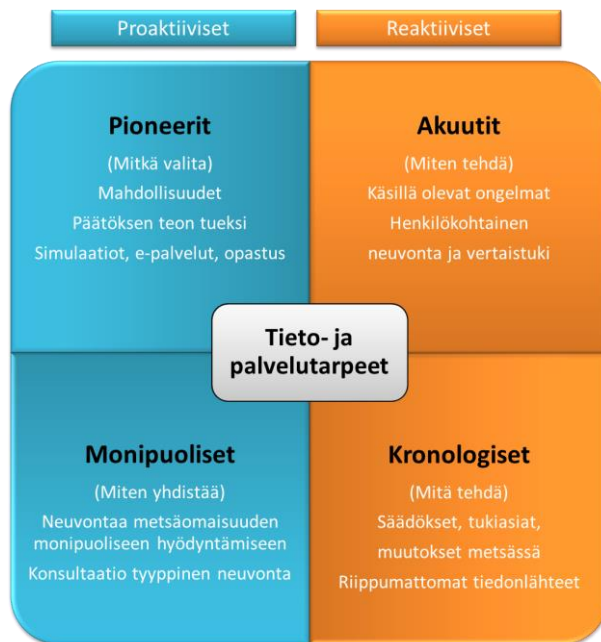 Proaktiiviset
Reaktiiviset
Pioneerit
(Mitkä valita)
Mahdollisuudet
Päätöksen teon tueksi
Simulaatiot, e-palvelut, opastus
Akuutit
(Miten tehdä)
Käsillä olevat ongelmat
Henkilökohtainen
neuvonta ja vertaistuki
Tieto- ja
palvelutarpeet
Monipuoliset
(Miten yhdistää)
Neuvontaa metsäomaisuuden
monipuoliseen hyödyntämiseen
Konsultaatio tyyppinen neuvonta
Kronologiset
(Mitä tehdä)
Säädökset, tukiasiat,
muutokset metsässä
Riippumattomat tiedonlähteet